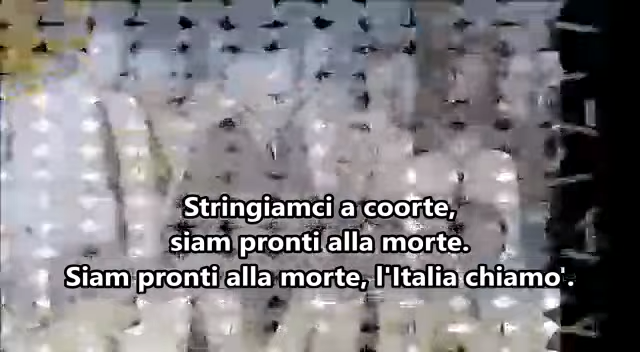 Stringiamci a coorte,
siam pronti alla morte.
Siam pronti alla morte, l'Italia chiamo'.